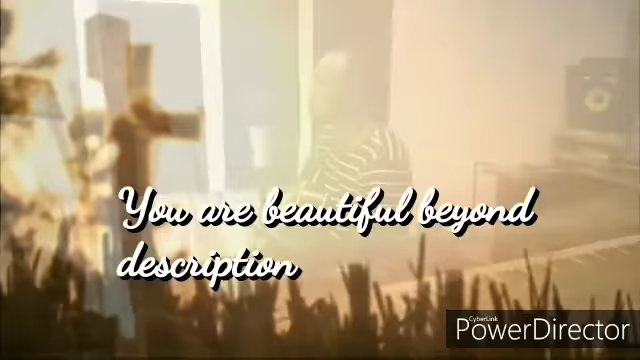 You are beautiful beyond
description
CyberLink
PowerDirector